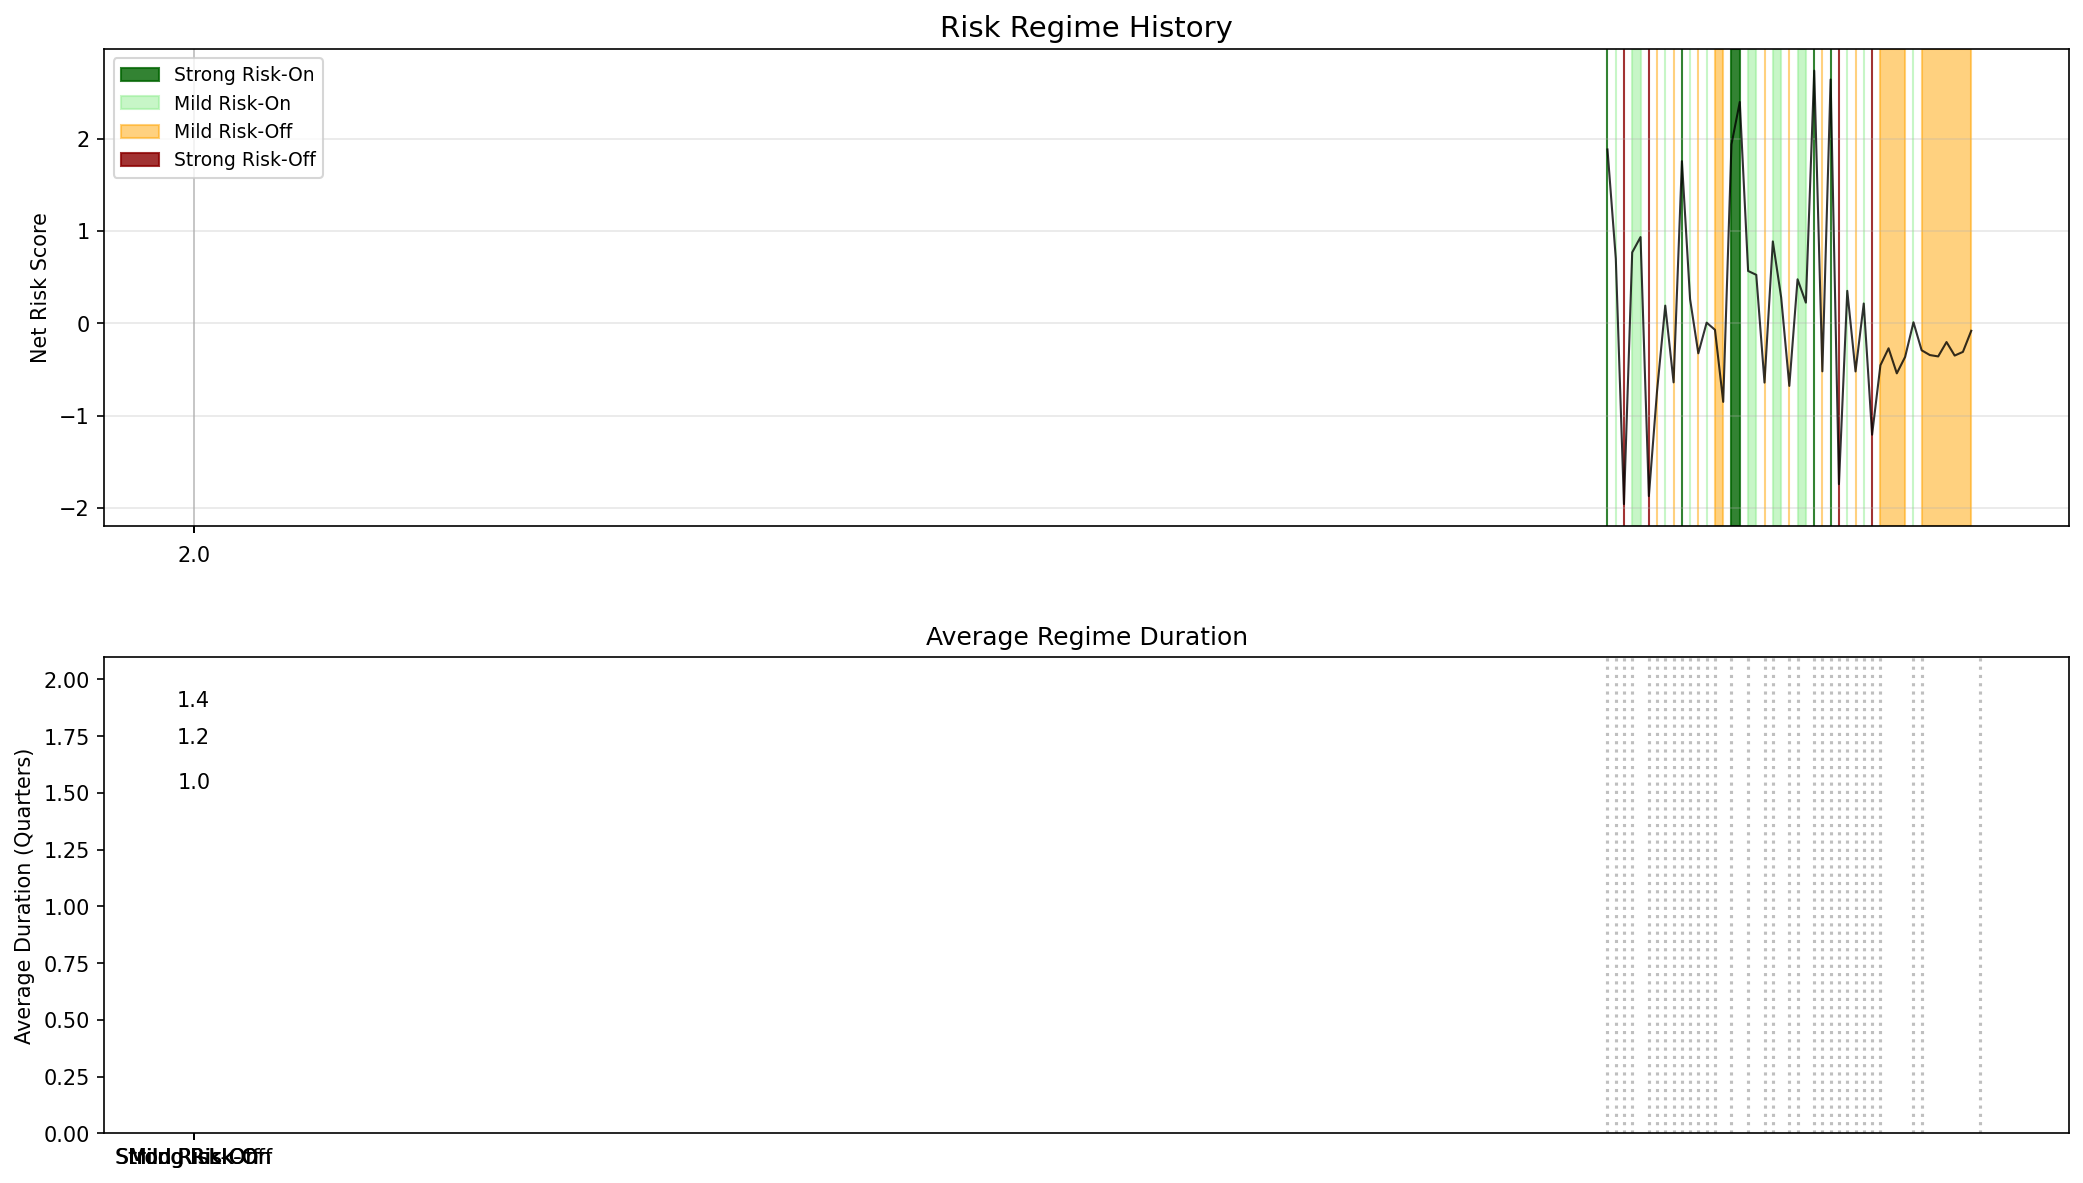 Risk Regime History
Strong Risk-On
Mild Risk-On
Mild Risk-Off
Strong Risk-Off
Net Risk Score
2
1
0
−1
−2
2.0
Average Regime Duration
Average Duration (Quarters)
2.00
1.75
1.50
1.25
1.00
0.75
0.50
0.25
0.00
1.4
1.2
1.0